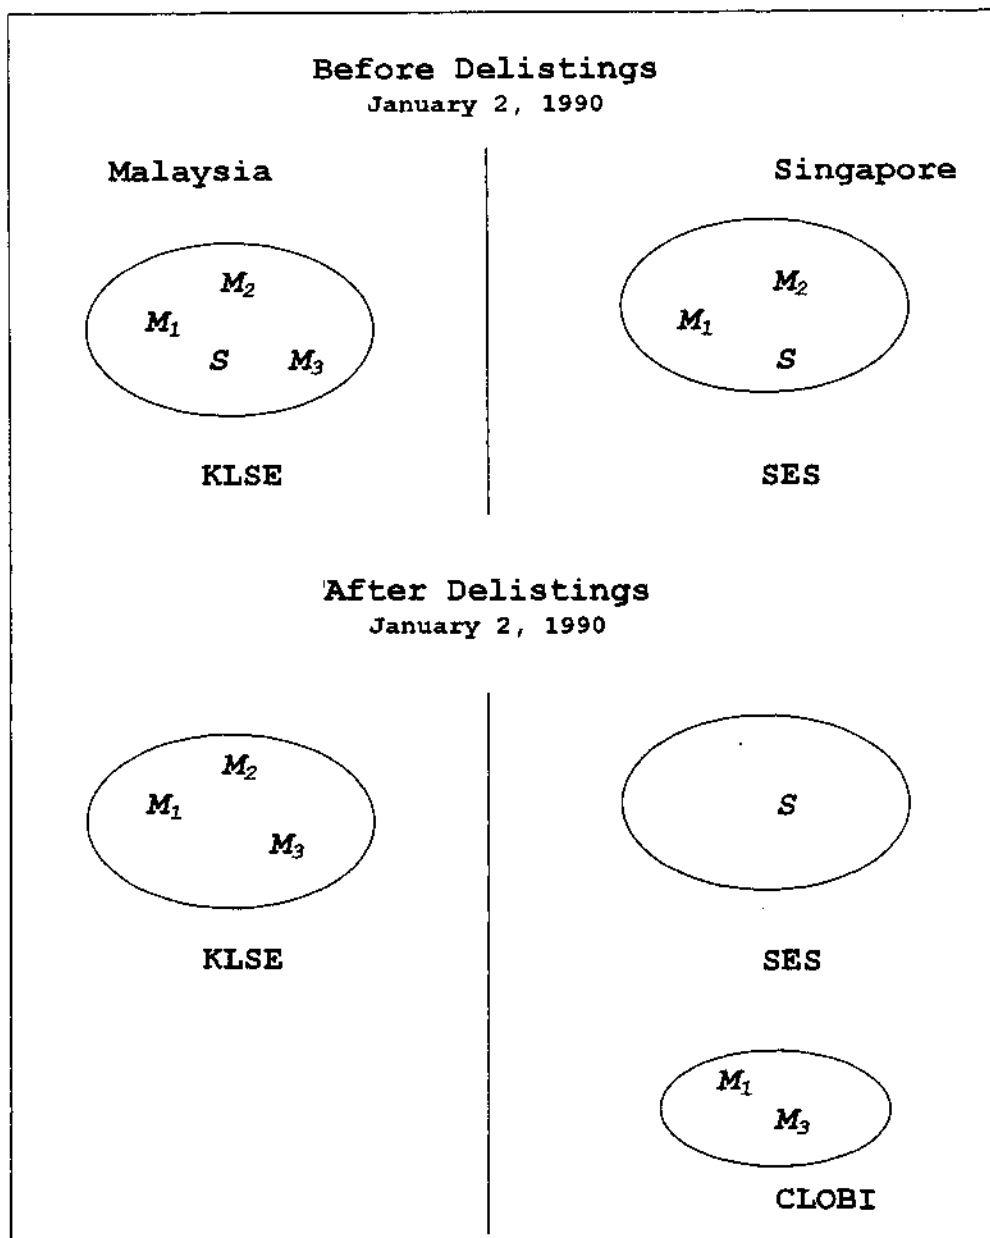 Before Delistings
January 2, 1990
Malaysia Singapore
M₂ M₂
M₁ M₁
S M₃ S
KLSE SES
After Delistings
January 2, 1990
M₂
M₁ S
M₃
KLSE SES
M₁
M₃
CLOBI